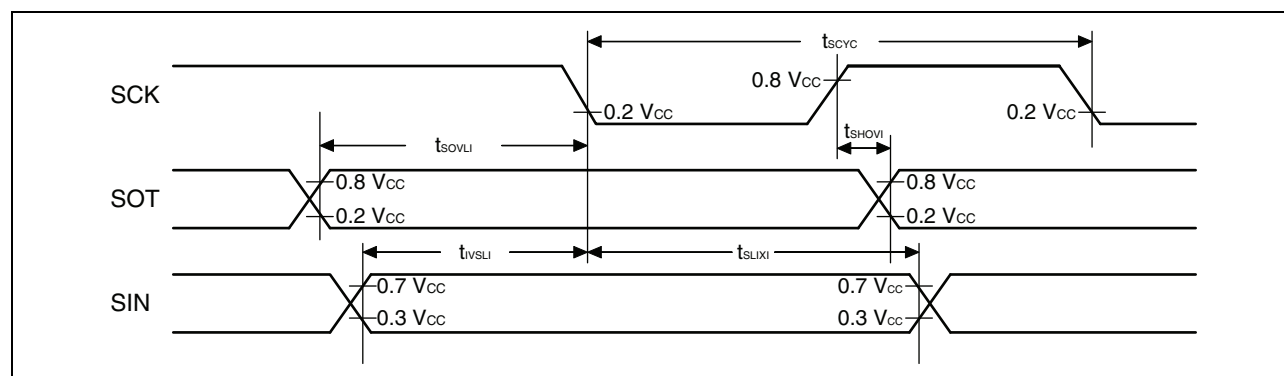 tSCYC
SCK
0.8 VCC
0.2 VCC
0.2 VCC
tSHOVI
tSOVLI
SOT
0.8 VCC
0.8 VCC
0.2 VCC
0.2 VCC
tIVSLI
tSLIXI
SIN
0.7 VCC
0.7 VCC
0.3 VCC
0.3 VCC